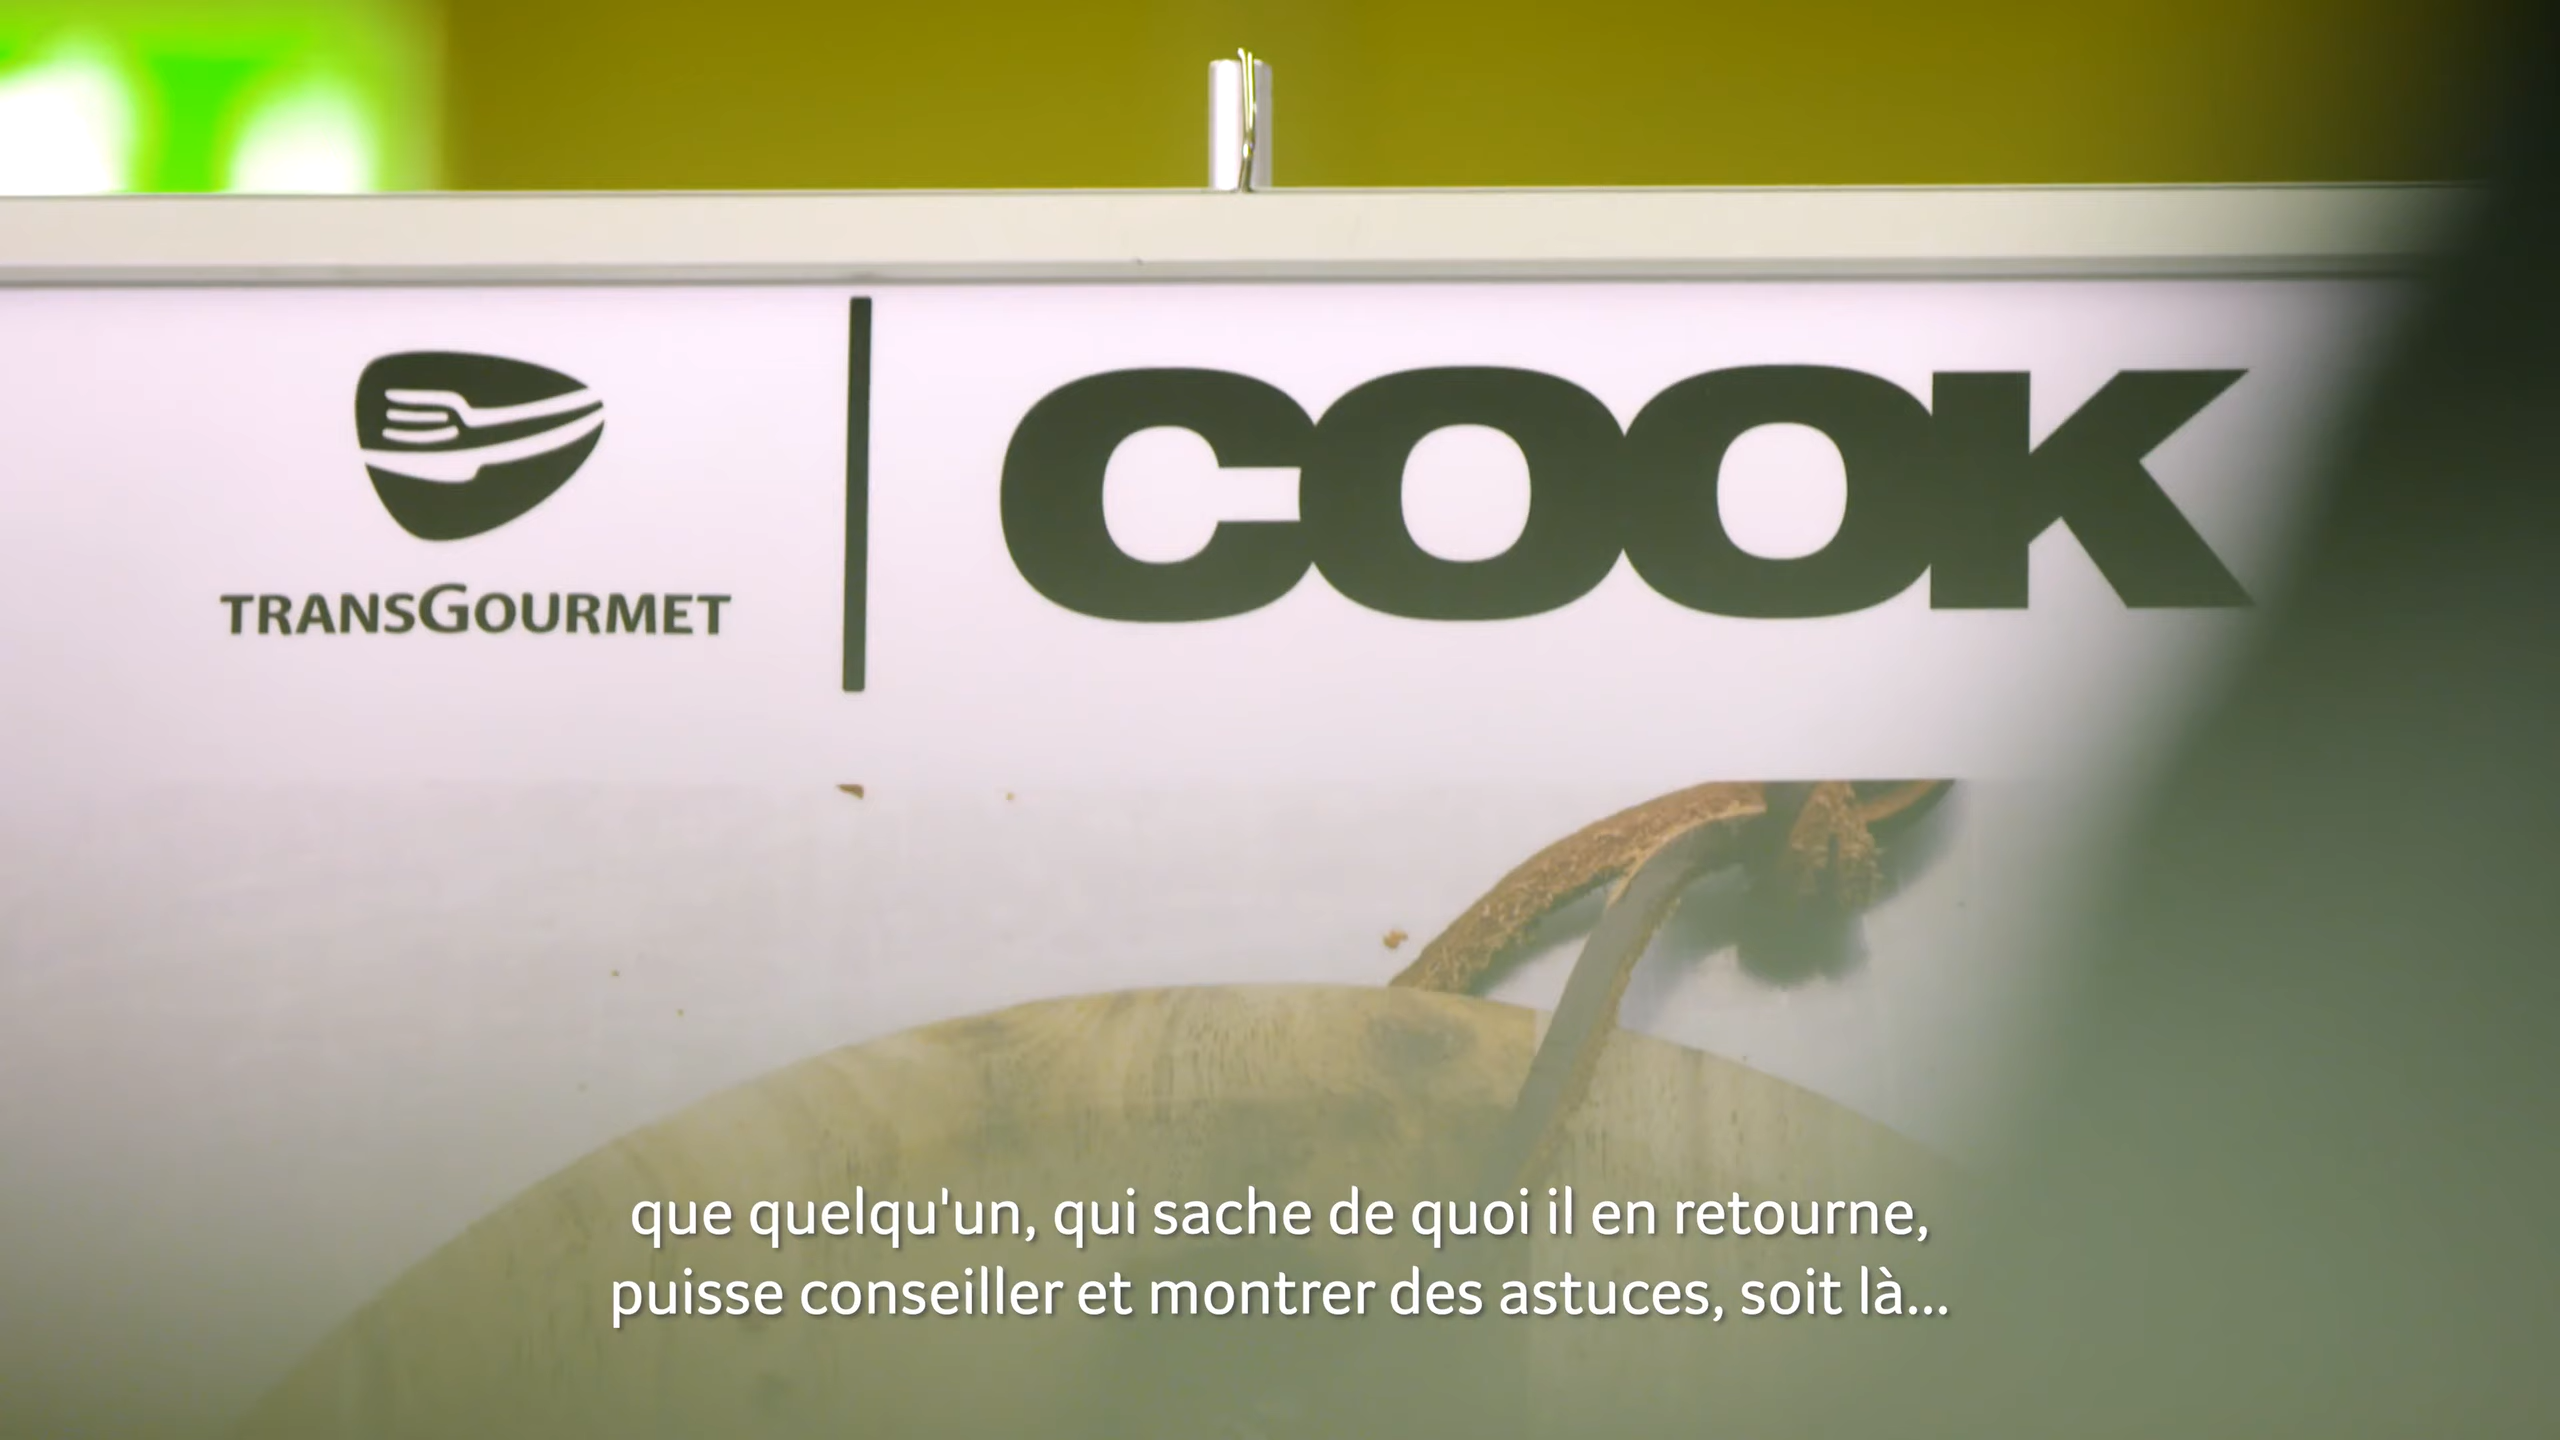 TRANSGOURMET
COOK
que quelqu'un, qui sache de quoi il en retourne,
puisse conseiller et montrer des astuces, soit là...